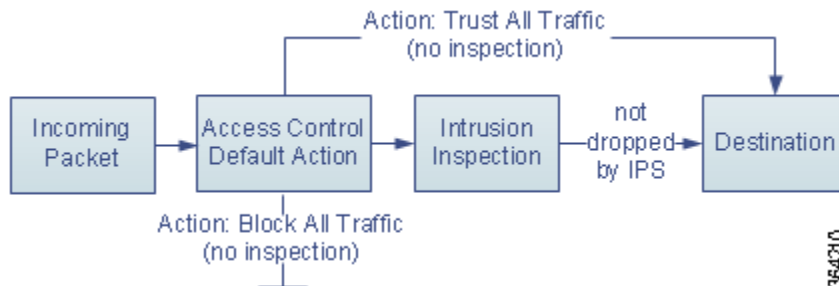 Action: Trust All Traffic
(no inspection)
Incoming
Packet
Access Control
Default Action
Intrusion
Inspection
not
dropped
by IPS
Destination
Action: Block All Traffic
(no inspection)